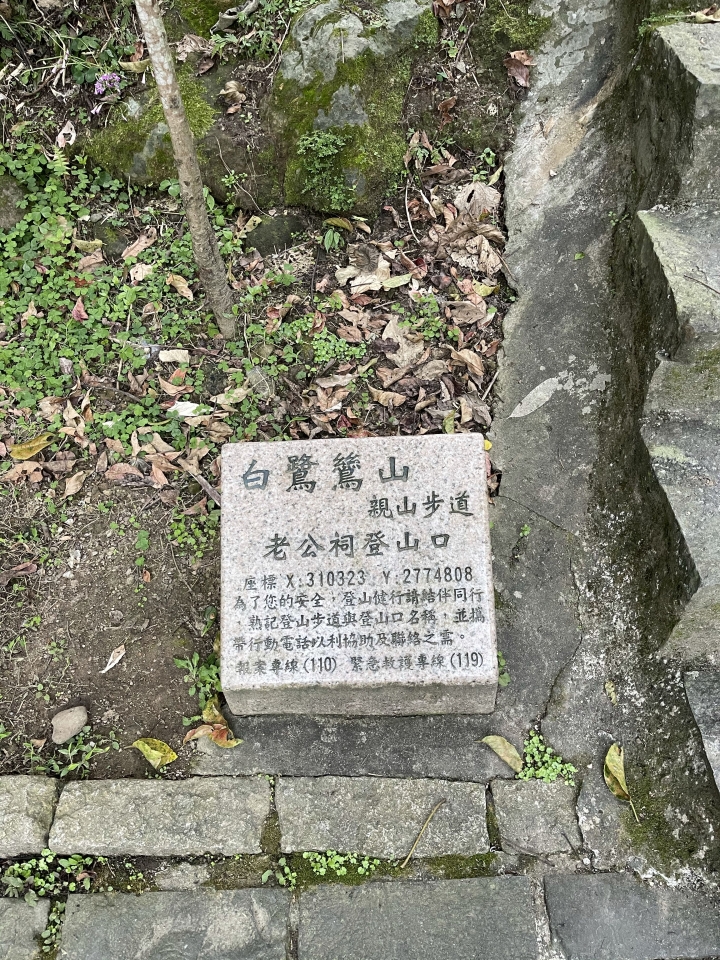 白鷺鷥山
親山步道
老公祠登山口
座標 X:310323 Y:2774808
為了您的安全,登山健行請結伴同行
,熟記登山步道與登山口名稱,並攜
帶行動電話以利協助及聯絡之需。
報案專線(110) 緊急救護專線(119)